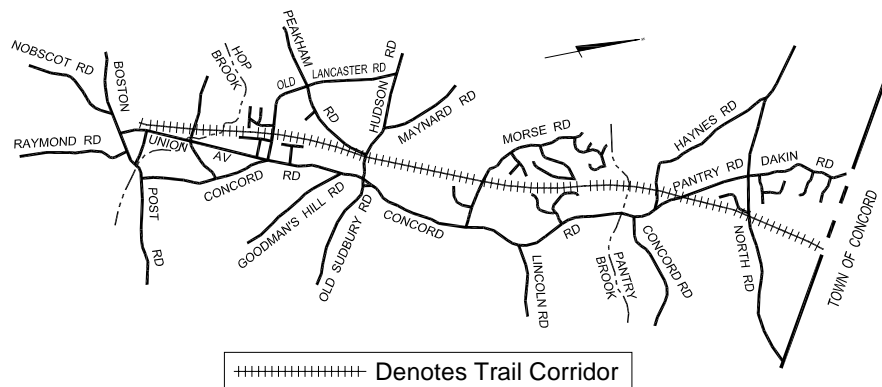 NOBSCOT RD
BOSTON
POST
RD
RAYMOND RD
UNION
AV
HOP
BROOK
PEAKHAM
RD
OLD LANCASTER RD
HUDSON
RD
MAYNARD RD
CONCORD
RD
GOODMAN'S HILL RD
OLD SUDBURY RD
CONCORD
RD
MORSE RD
LINCOLN RD
PANTRY
BROOK
CONCORD RD
HAYNES RD
PANTRY RD
DAKIN RD
NORTH RD
TOWN OF CONCORD
Denotes Trail Corridor